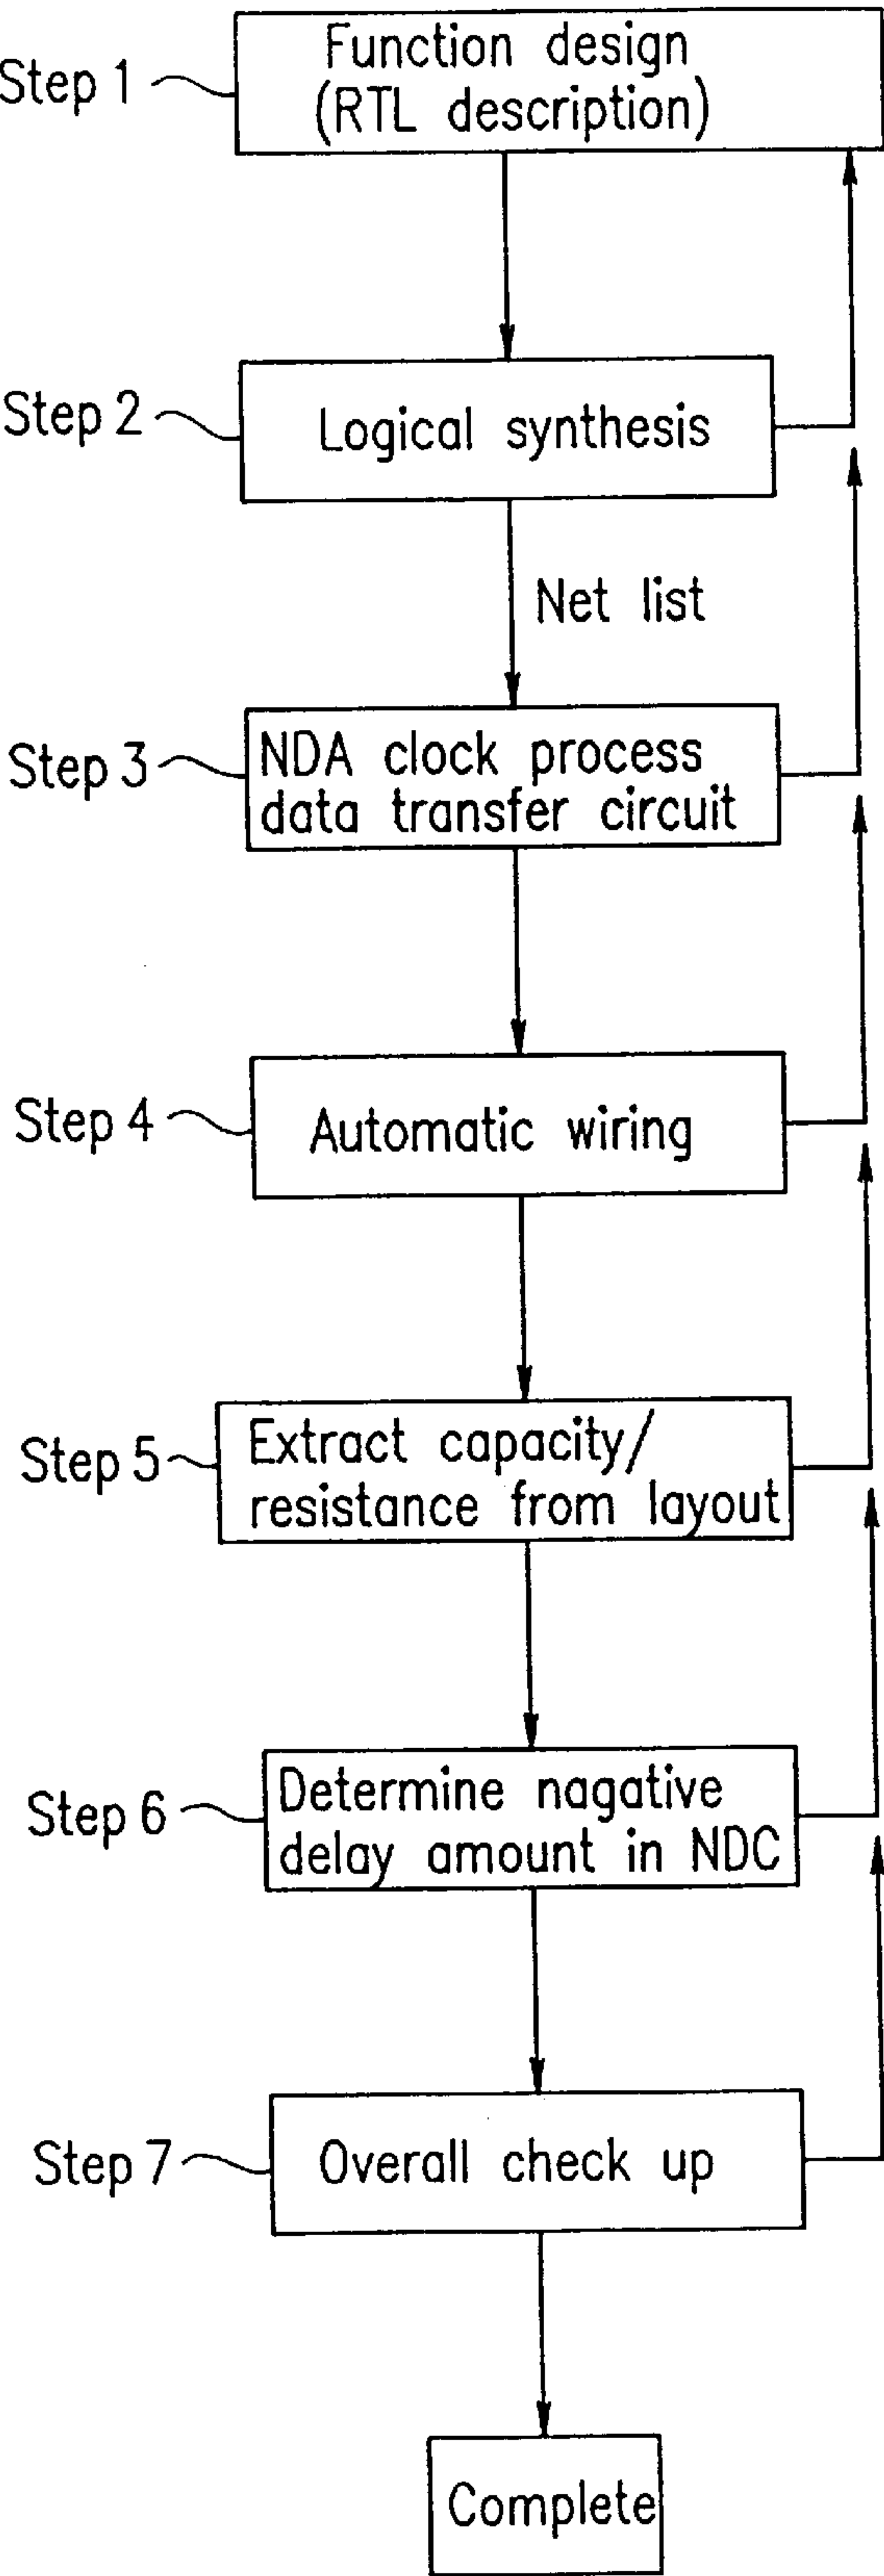 Step 1
Function design
(RTL description)
Step 2
Logical synthesis
Net list
Step 3
NDA clock process
data transfer circuit
Step 4
Automatic wiring
Step 5
Extract capacity/
resistance from layout
Step 6
Determine nagative
delay amount in NDC
Step 7
Overall check up
Complete